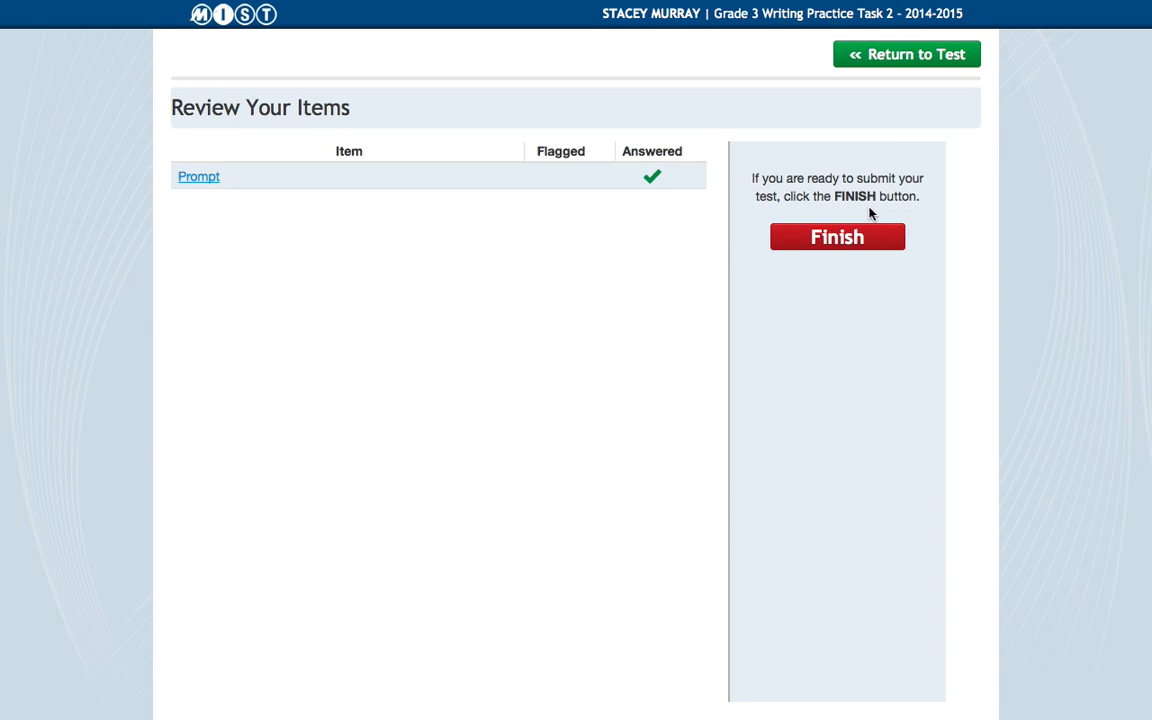 MIST
STACEY MURRAY | Grade 3 Writing Practice Task 2 - 2014-2015
« Return to Test
Review Your Items
Item Flagged Answered
Prompt
If you are ready to submit your
test, click the FINISH button.
Finish